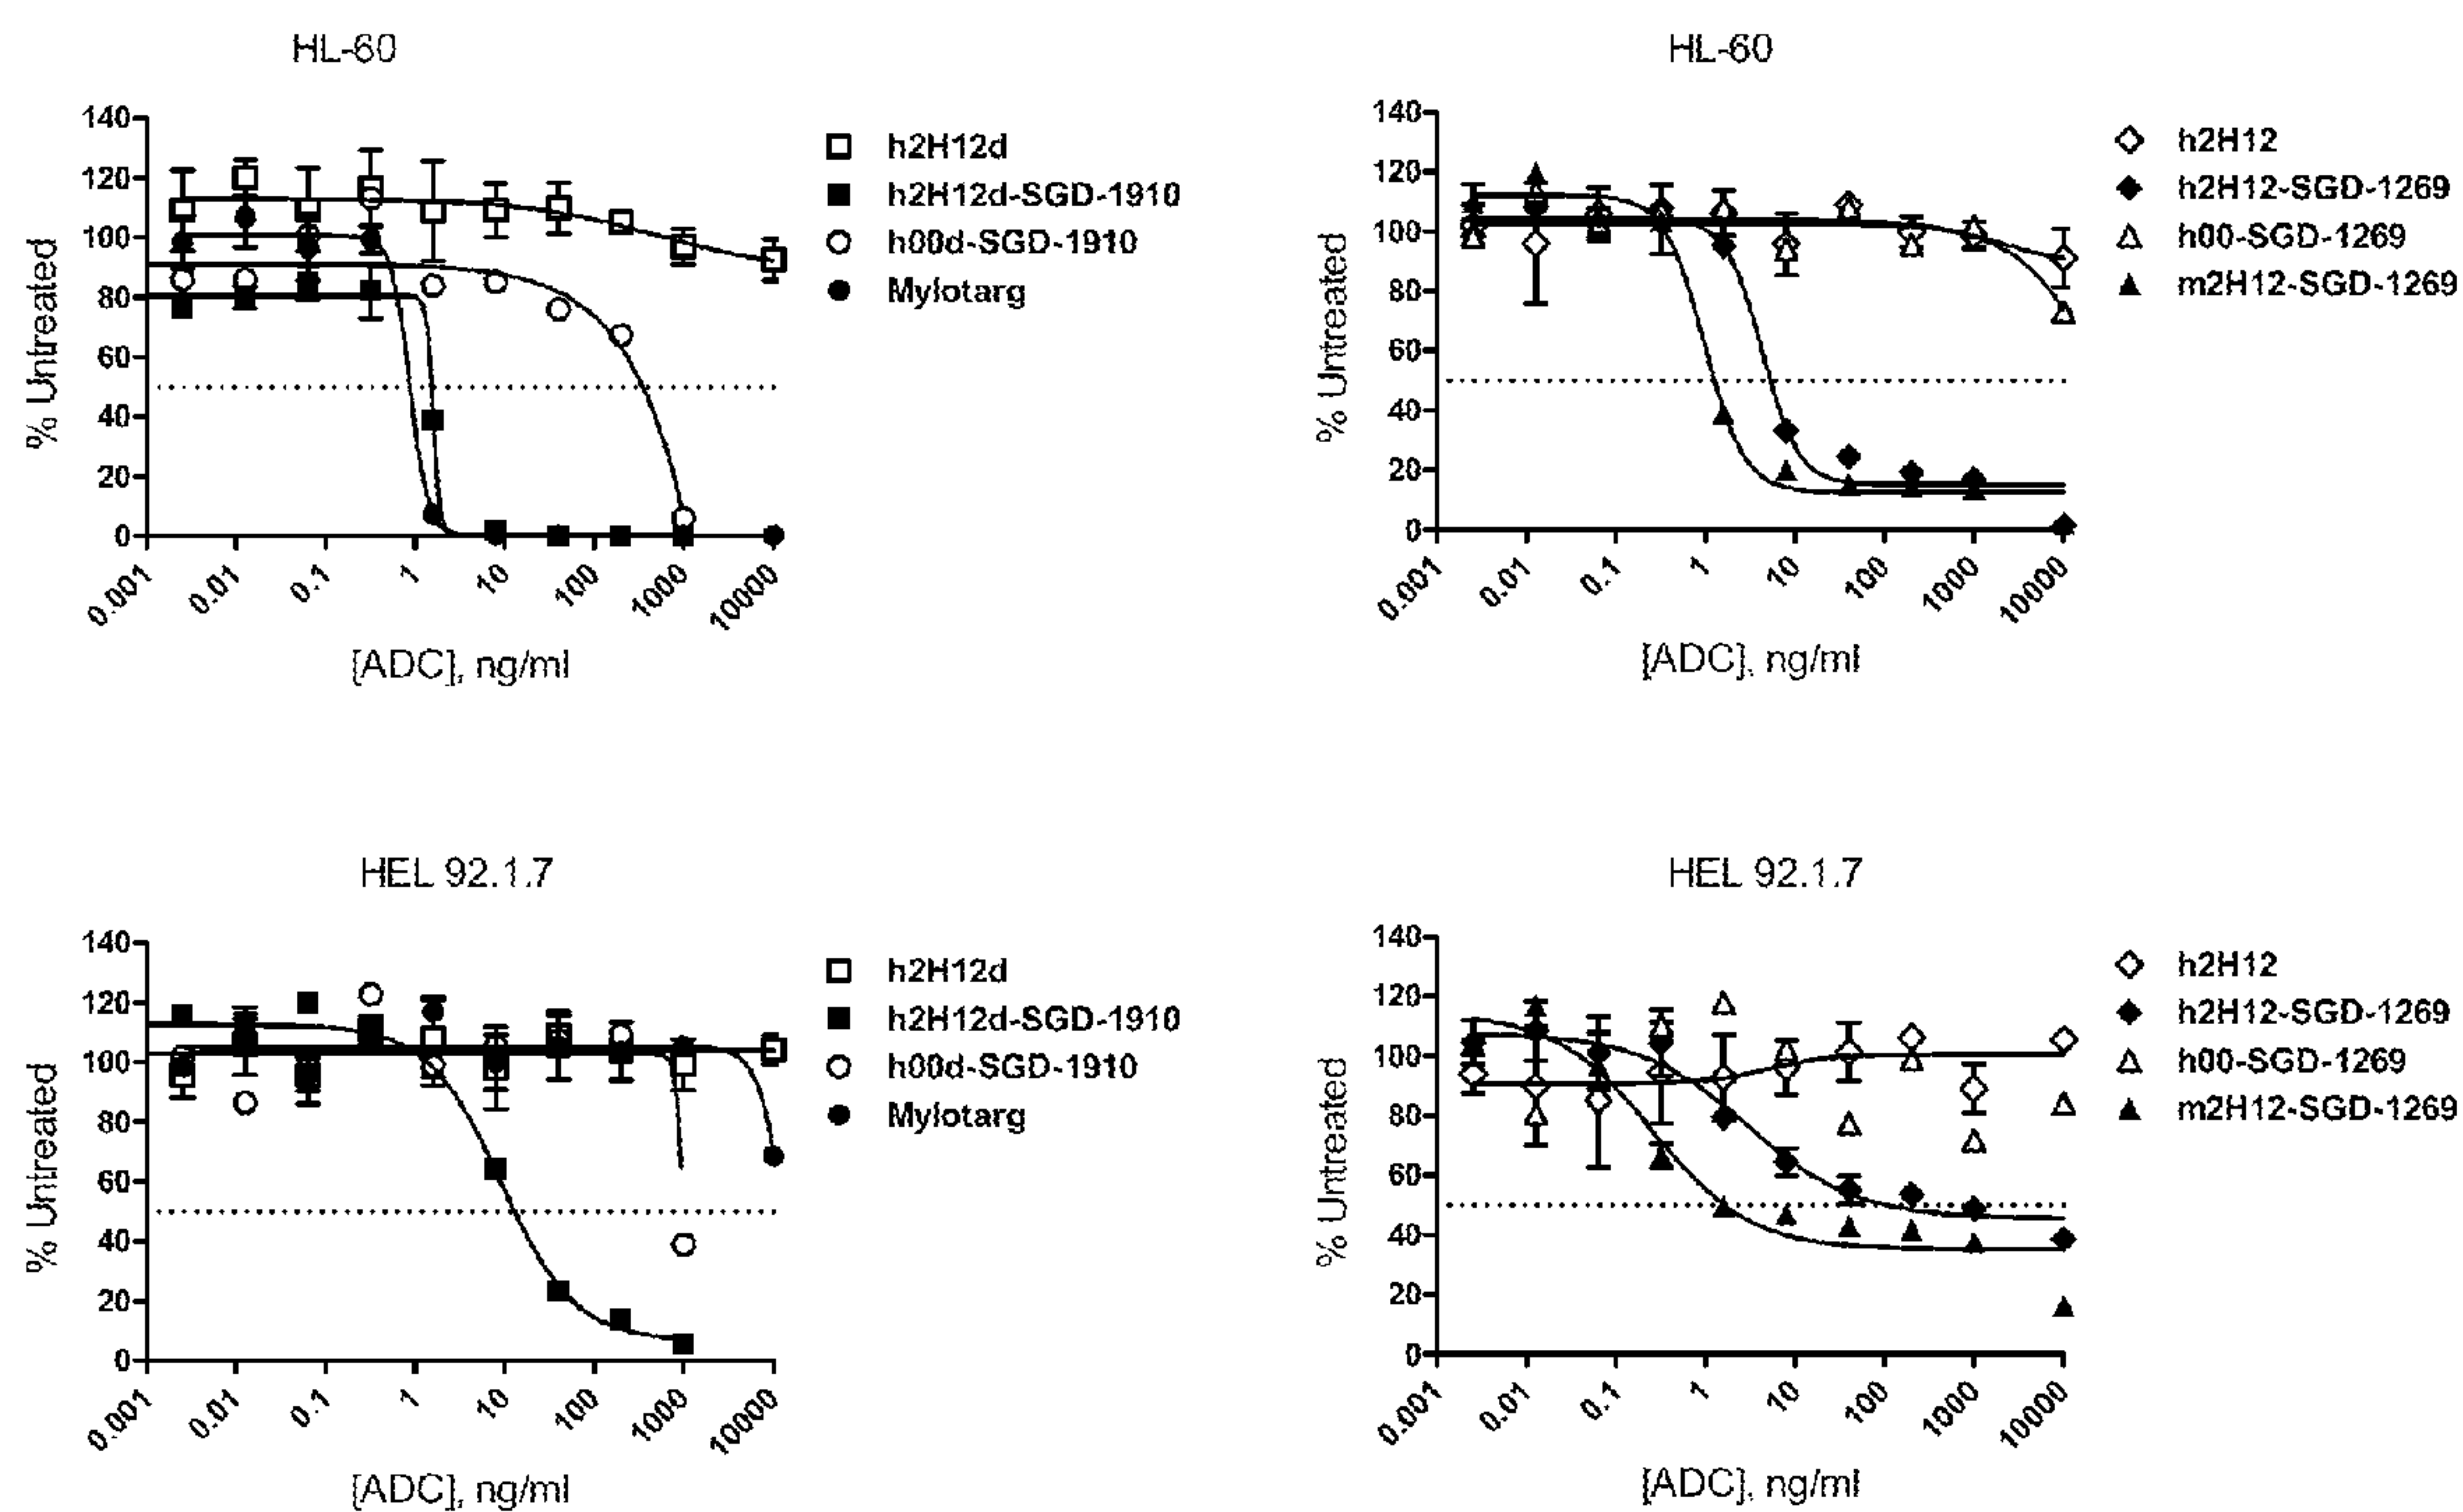 HL-60
% Untreated
140
120
100
80
60
40
20
0
0.001
0.01
0.1
1
10
100
1000
10000
[ADC], ng/ml
h2H12d
h2H12d-SGD-1910
h00d-SGD-1910
Mylotarg
HL-60
% Untreated
140
120
100
80
60
40
20
0
0.001
0.01
0.1
1
10
100
1000
10000
[ADC], ng/ml
h2H12
h2H12-SGD-1269
h00-SGD-1269
m2H12-SGD-1269
HEL 92.1.7
% Untreated
140
120
100
80
60
40
20
0
0.001
0.01
0.1
1
10
100
1000
10000
[ADC], ng/ml
h2H12d
h2H12d-SGD-1910
h00d-SGD-1910
Mylotarg
HEL 92.1.7
% Untreated
140
120
100
80
60
40
20
0
0.001
0.01
0.1
1
10
100
1000
10000
[ADC], ng/ml
h2H12
h2H12-SGD-1269
h00-SGD-1269
m2H12-SGD-1269